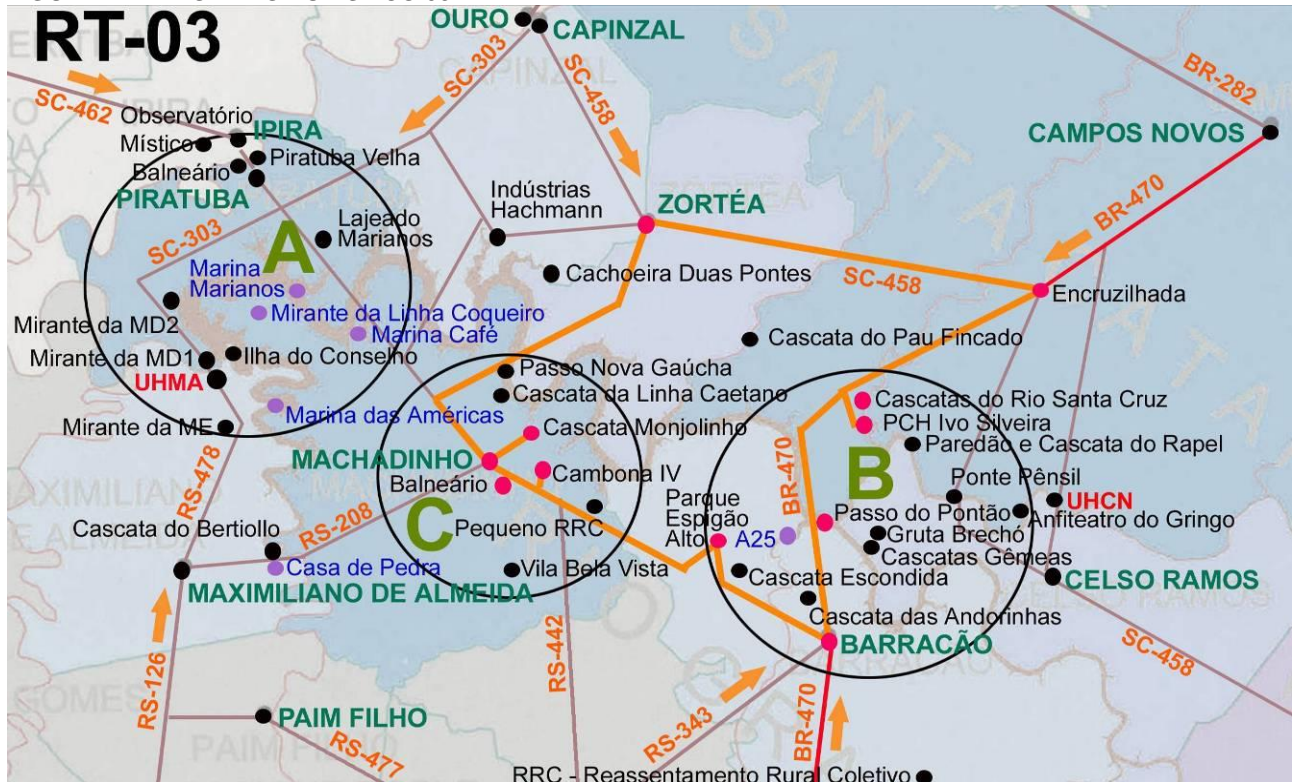 RT-03
OURO
CAPINZAL
CAPINZAL
SC-303
SC-458
BR-282
SC-462
CAMPOS NOVOS
Observatório
Místico
IPIRA
Piratuba Velha
Balneário
PIRATUBA
Indústrias
Hachmann
ZORTÉA
ZORTÉA
BR-470
SC-303
A
Lajeado
Marianos
Marina
Marianos
Cachoeira Duas Pontes
SC-458
Encruzilhada
Mirante da Linha Coqueiro
Mirante da MD2
Marina Café
Cascata do Pau Fincado
Mirante da MD1
Ilha do Conselho
UHMA
Passo Nova Gaúcha
Cascata da Linha Caetano
Cascatas do Rio Santa Cruz
Marina das Américas
PCH Ivo Silveira
Mirante da ME
Cascata Monjolinho
Paredão e Cascata do Rapel
MACHADINHO
Cambona IV
BR-470
B
Balneário
Ponte Pênsil
UHCN
RS-478
C
Parque
Espigão
Alto
A25
Passo do Pontão
Anfiteatro do Gringo
RS-208
Pequeno RRC
Gruta Brechó
Cascata do Bertiollo
Cascatas Gêmeas
Casa de Pedra
Vila Bela Vista
Cascata Escondida
CELSO RAMOS
CELSO RAMOS
MAXIMILIANO DE ALMEIDA
Cascata das Andorinhas
BARRACÃO
RS-126
RS-442
SC-458
GOMES
PAIM FILHO
PAIM FILHO
RS-477
RS-343
BR-470
RRC - Reassentamento Rural Coletivo